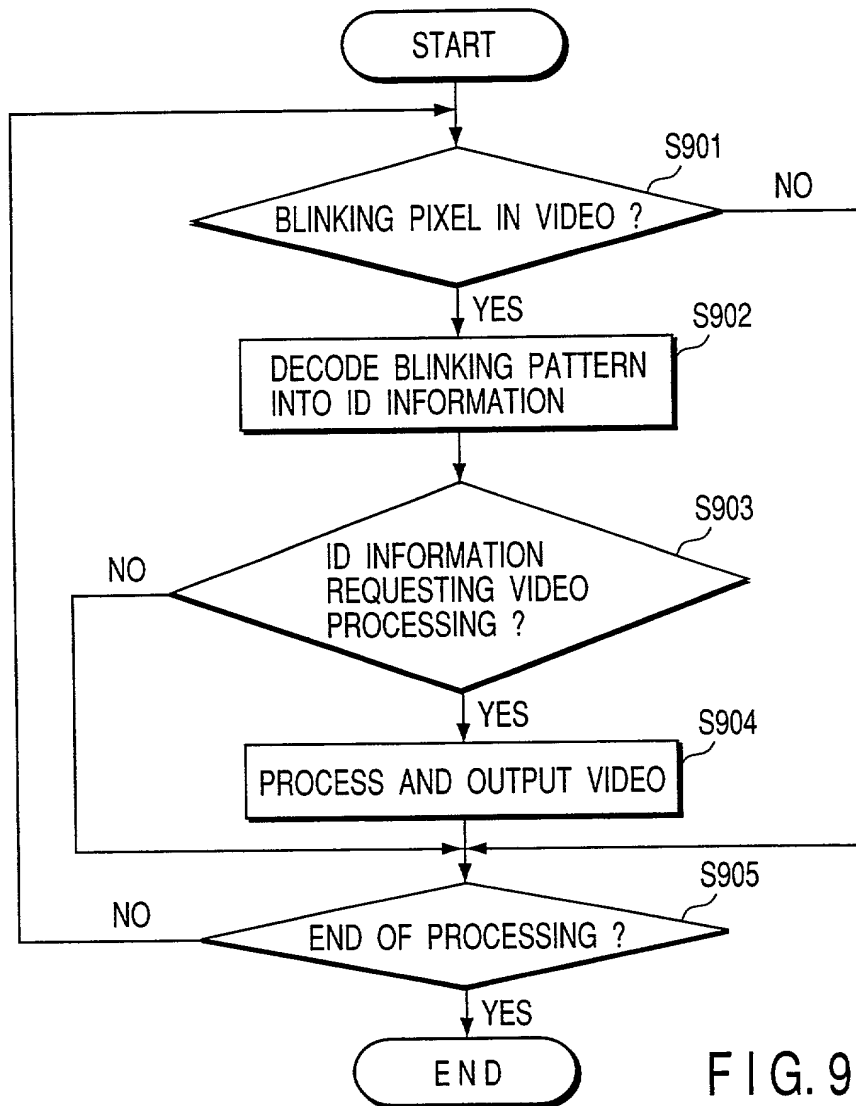 START
S901
BLINKING PIXEL IN VIDEO ?
NO
YES
S902
DECODE BLINKING PATTERN
INTO ID INFORMATION
S903
NO
ID INFORMATION
REQUESTING VIDEO
PROCESSING ?
YES
S904
PROCESS AND OUTPUT VIDEO
S905
NO
END OF PROCESSING ?
YES
END
FIG. 9